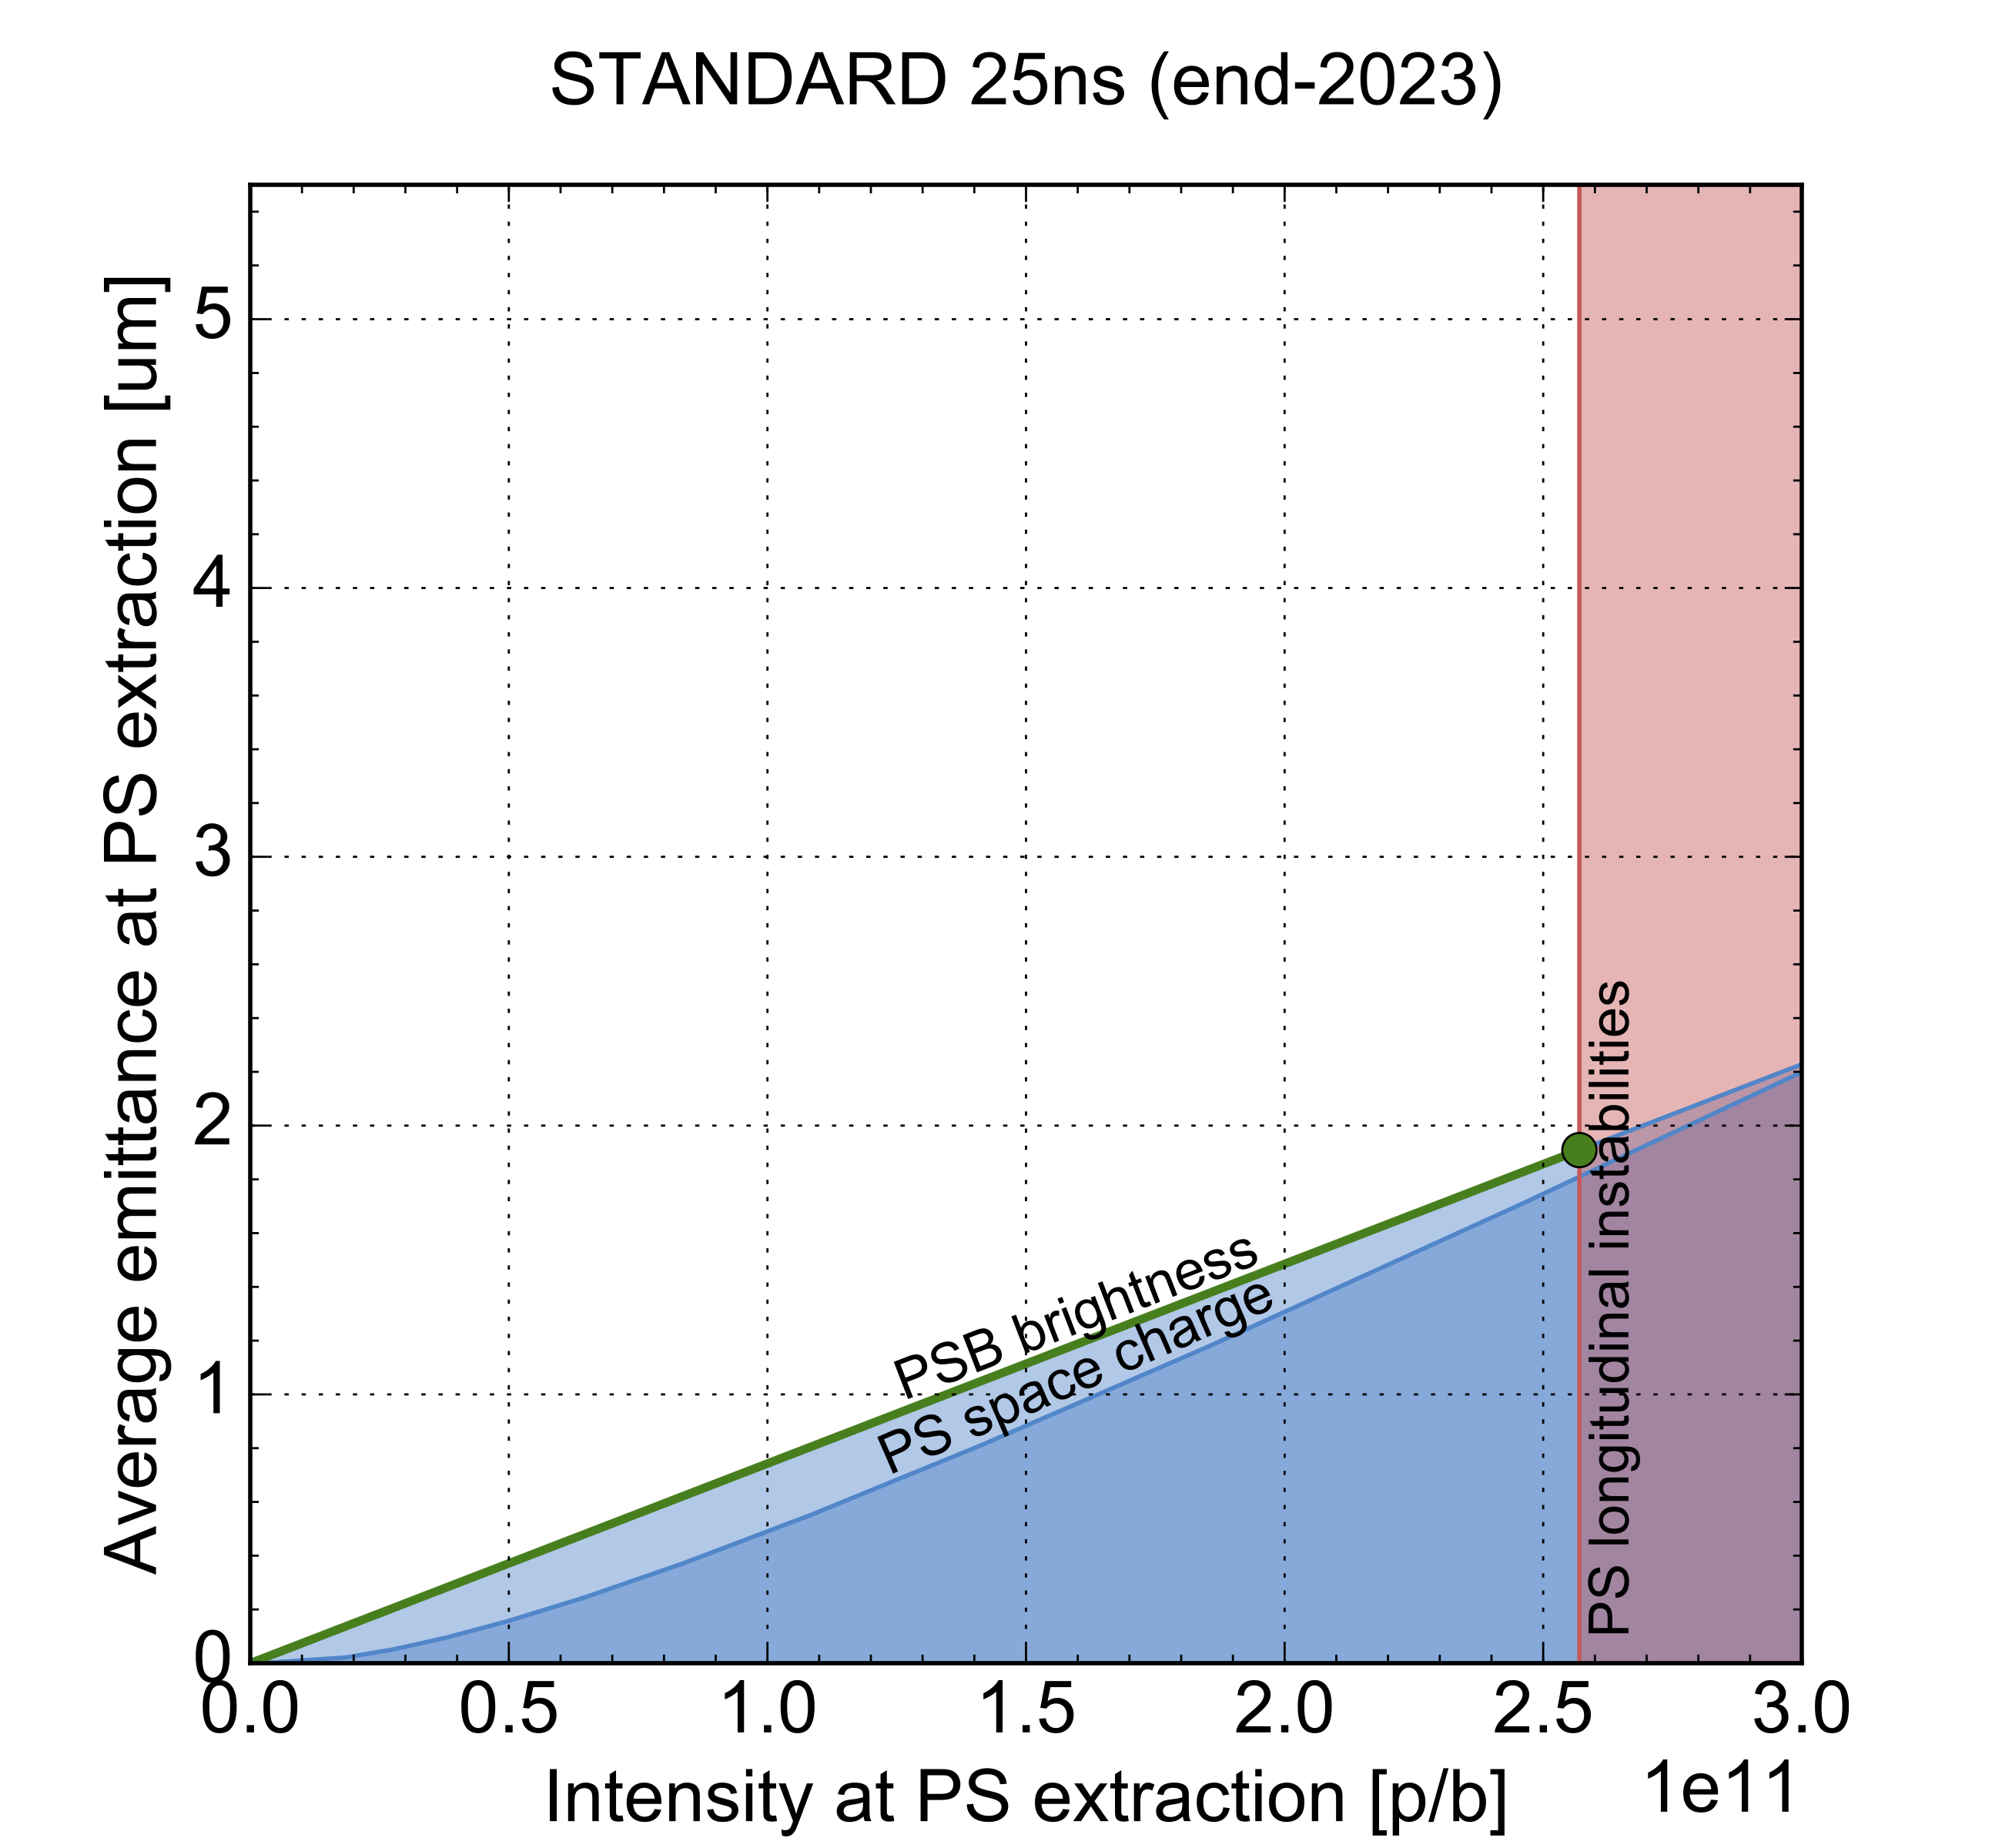 STANDARD 25ns (end-2023)
Average emittance at PS extraction [um]
5
4
3
2
1
0
PSB brightness
PS space charge
PS longitudinal instabilities
0.0 0.5 1.0 1.5 2.0 2.5 3.0
Intensity at PS extraction [p/b]
1e11